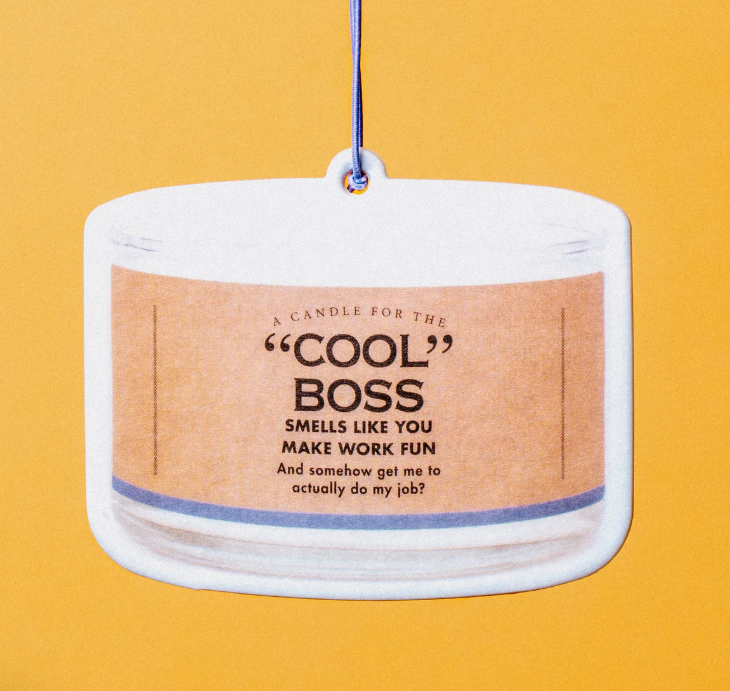 A CANDLE FOR THE
“COOL”
BOSS
SMELLS LIKE YOU
MAKE WORK FUN
And somehow get me to
actually do my job?